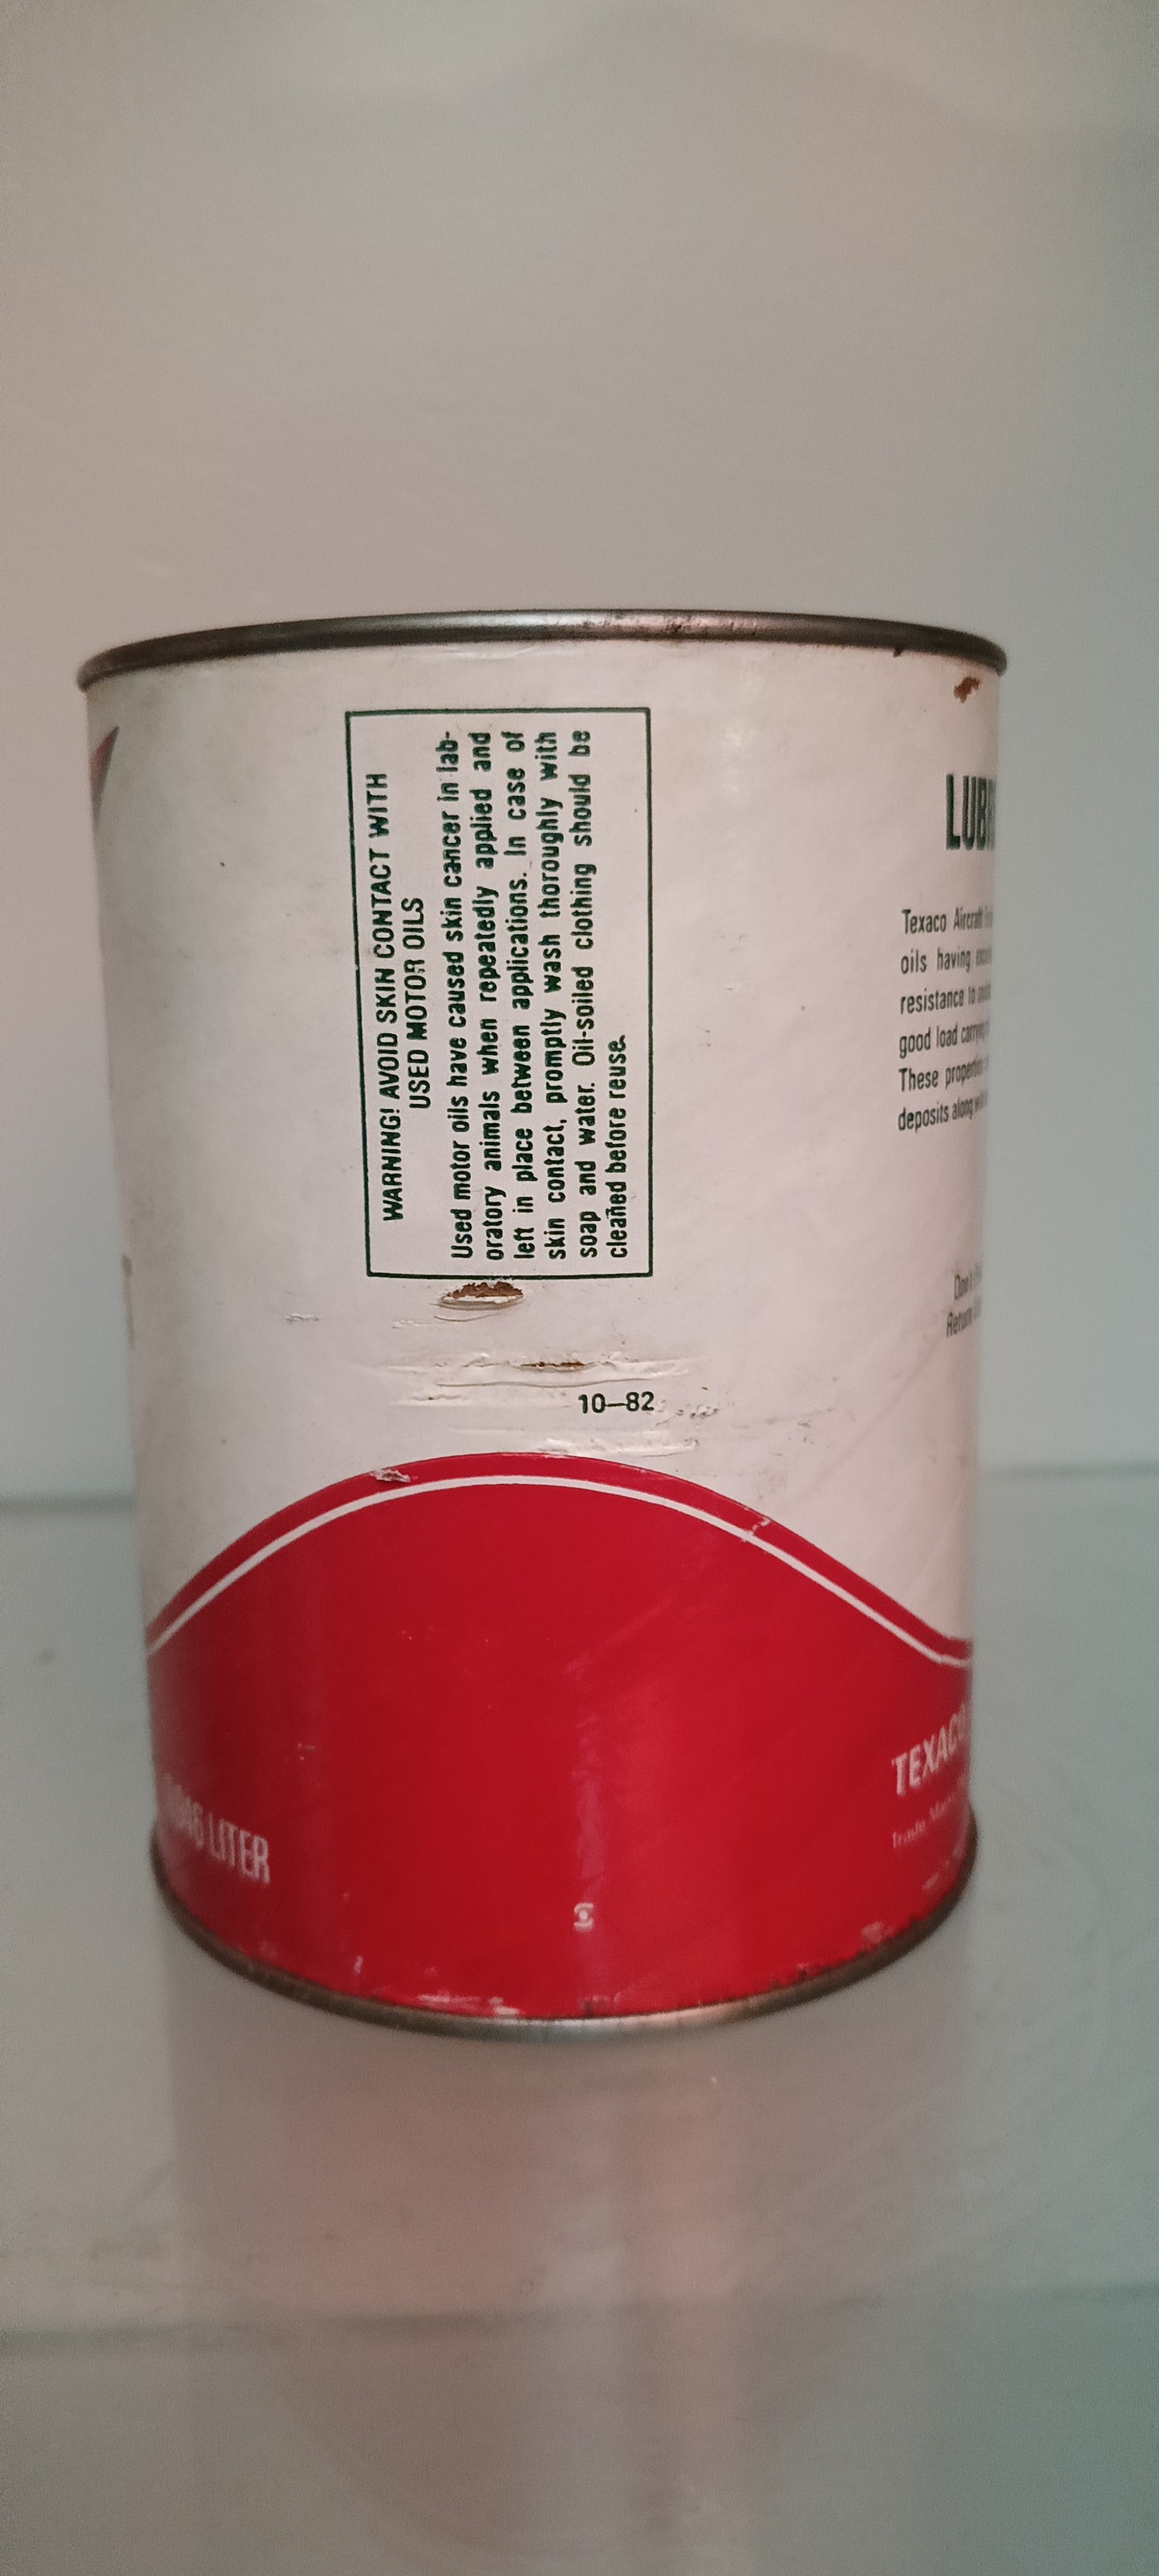 WARNING! AVOID SKIN CONTACT WITH
USED MOTOR OILS
Used motor oils have caused skin cancer in lab-
oratory animals when repeatedly applied and
left in place between applications. In case of
skin contact, promptly wash thoroughly with
soap and water. Oil-soiled clothing should be
cleaned before reuse.
10–82
LITER
Texaco Aircraft
oils having
resistance to
good load
These
deposits along
Return
TEXACO
Trade